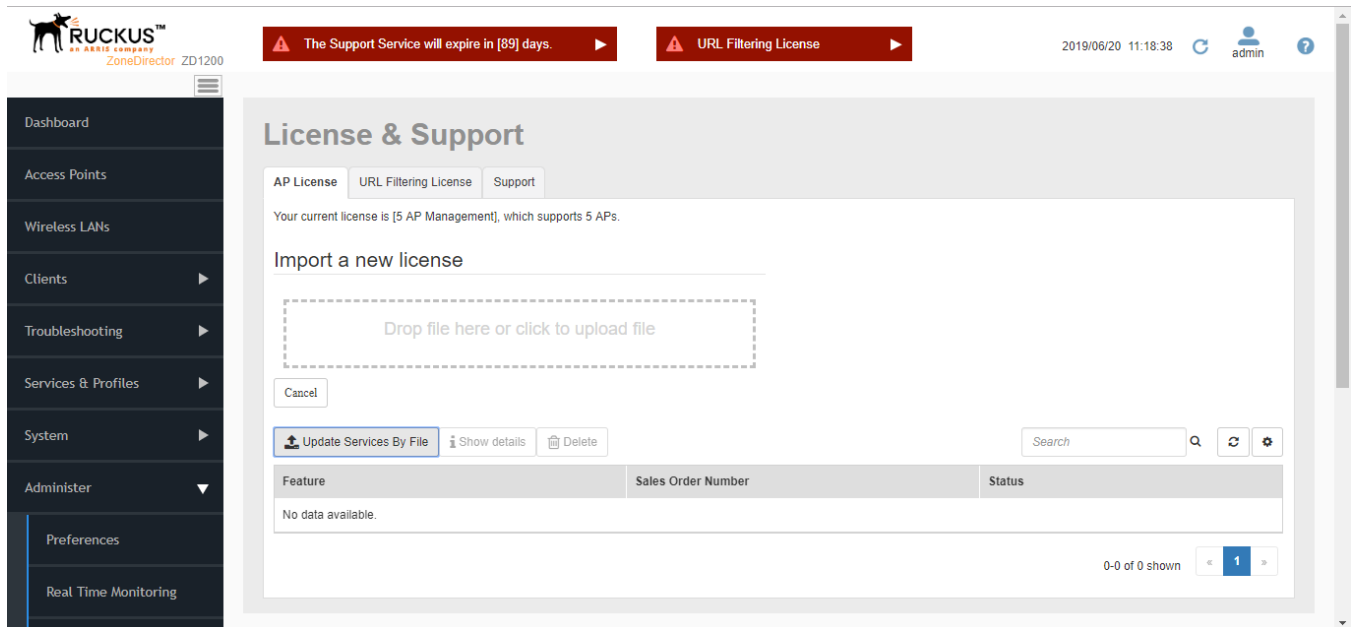 RUCKUS™
an ARRIS company
ZoneDirector ZD1200
The Support Service will expire in [89] days.
URL Filtering License
2019/06/20 11:18:38
admin
?
Dashboard
Access Points
Wireless LANs
Clients
Troubleshooting
Services & Profiles
System
Administer
Preferences
Real Time Monitoring
License & Support
AP License
URL Filtering License
Support
Your current license is [5 AP Management], which supports 5 APs.
Import a new license
Drop file here or click to upload file
Cancel
Update Services By File
Show details
Delete
Search
Feature
Sales Order Number
Status
No data available.
0-0 of 0 shown
« 1 »